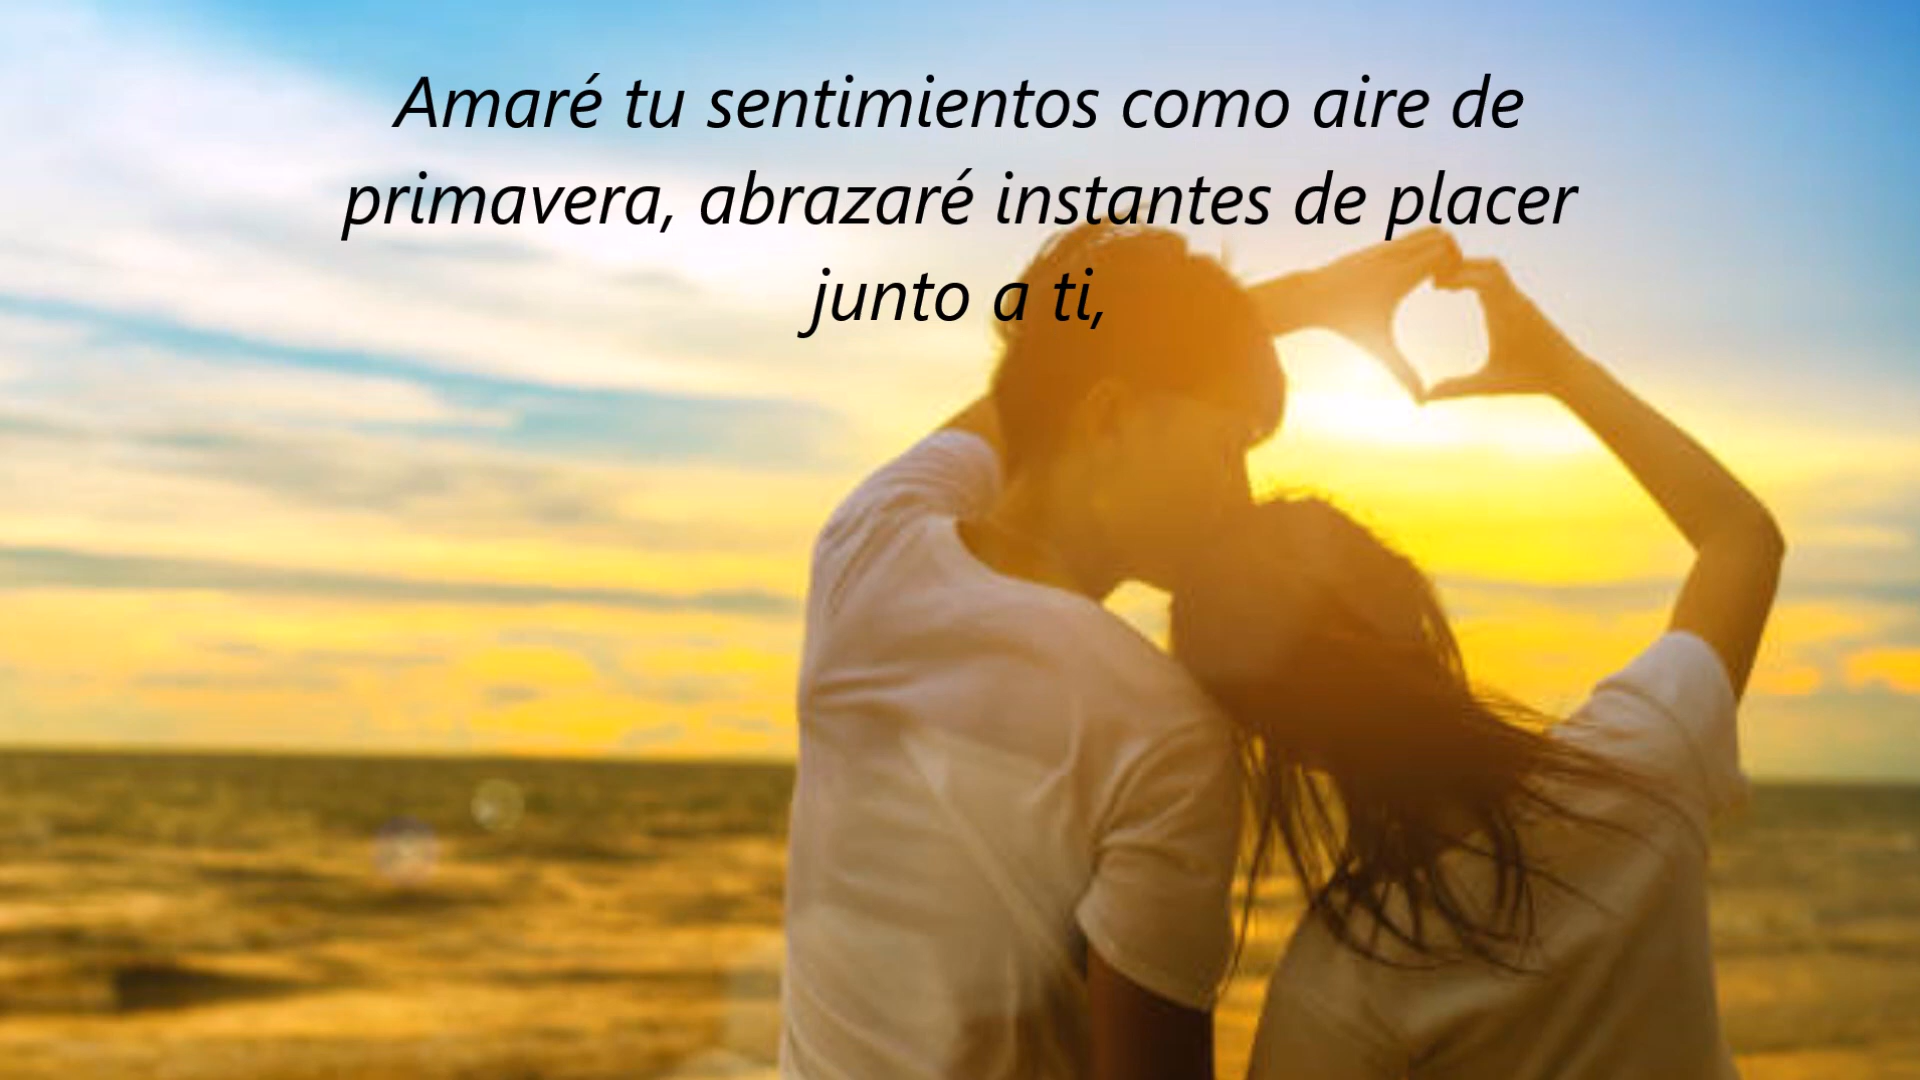 Amaré tu sentimientos como aire de
primavera, abrazaré instantes de placer
junto a ti,